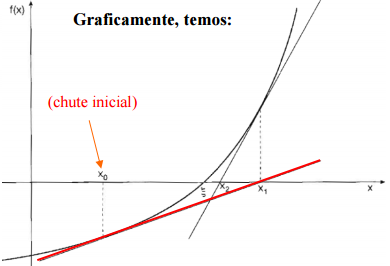 f(x)
Graficamente, temos:
(chute inicial)
x₀
ξ
x₂
x₁
x